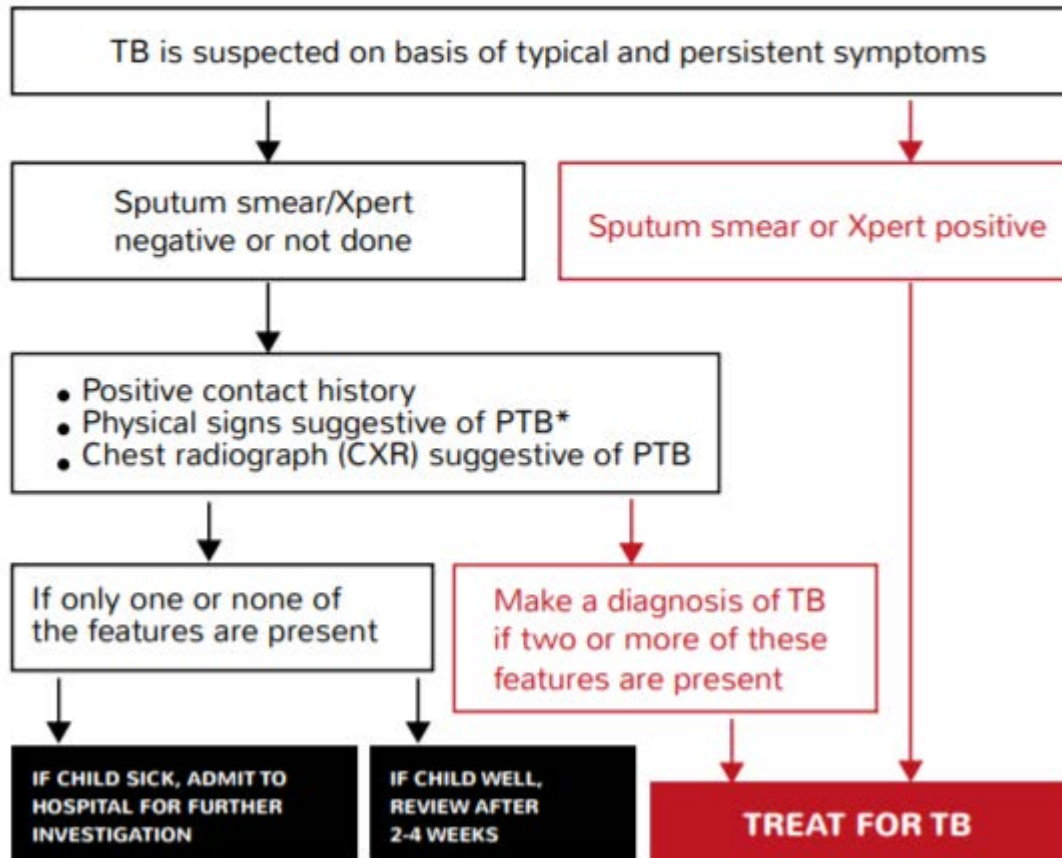 TB is suspected on basis of typical and persistent symptoms
Sputum smear/Xpert
negative or not done
Sputum smear or Xpert positive
• Positive contact history
• Physical signs suggestive of PTB*
• Chest radiograph (CXR) suggestive of PTB
If only one or none of
the features are present
Make a diagnosis of TB
if two or more of these
features are present
IF CHILD SICK, ADMIT TO
HOSPITAL FOR FURTHER
INVESTIGATION
IF CHILD WELL,
REVIEW AFTER
2-4 WEEKS
TREAT FOR TB